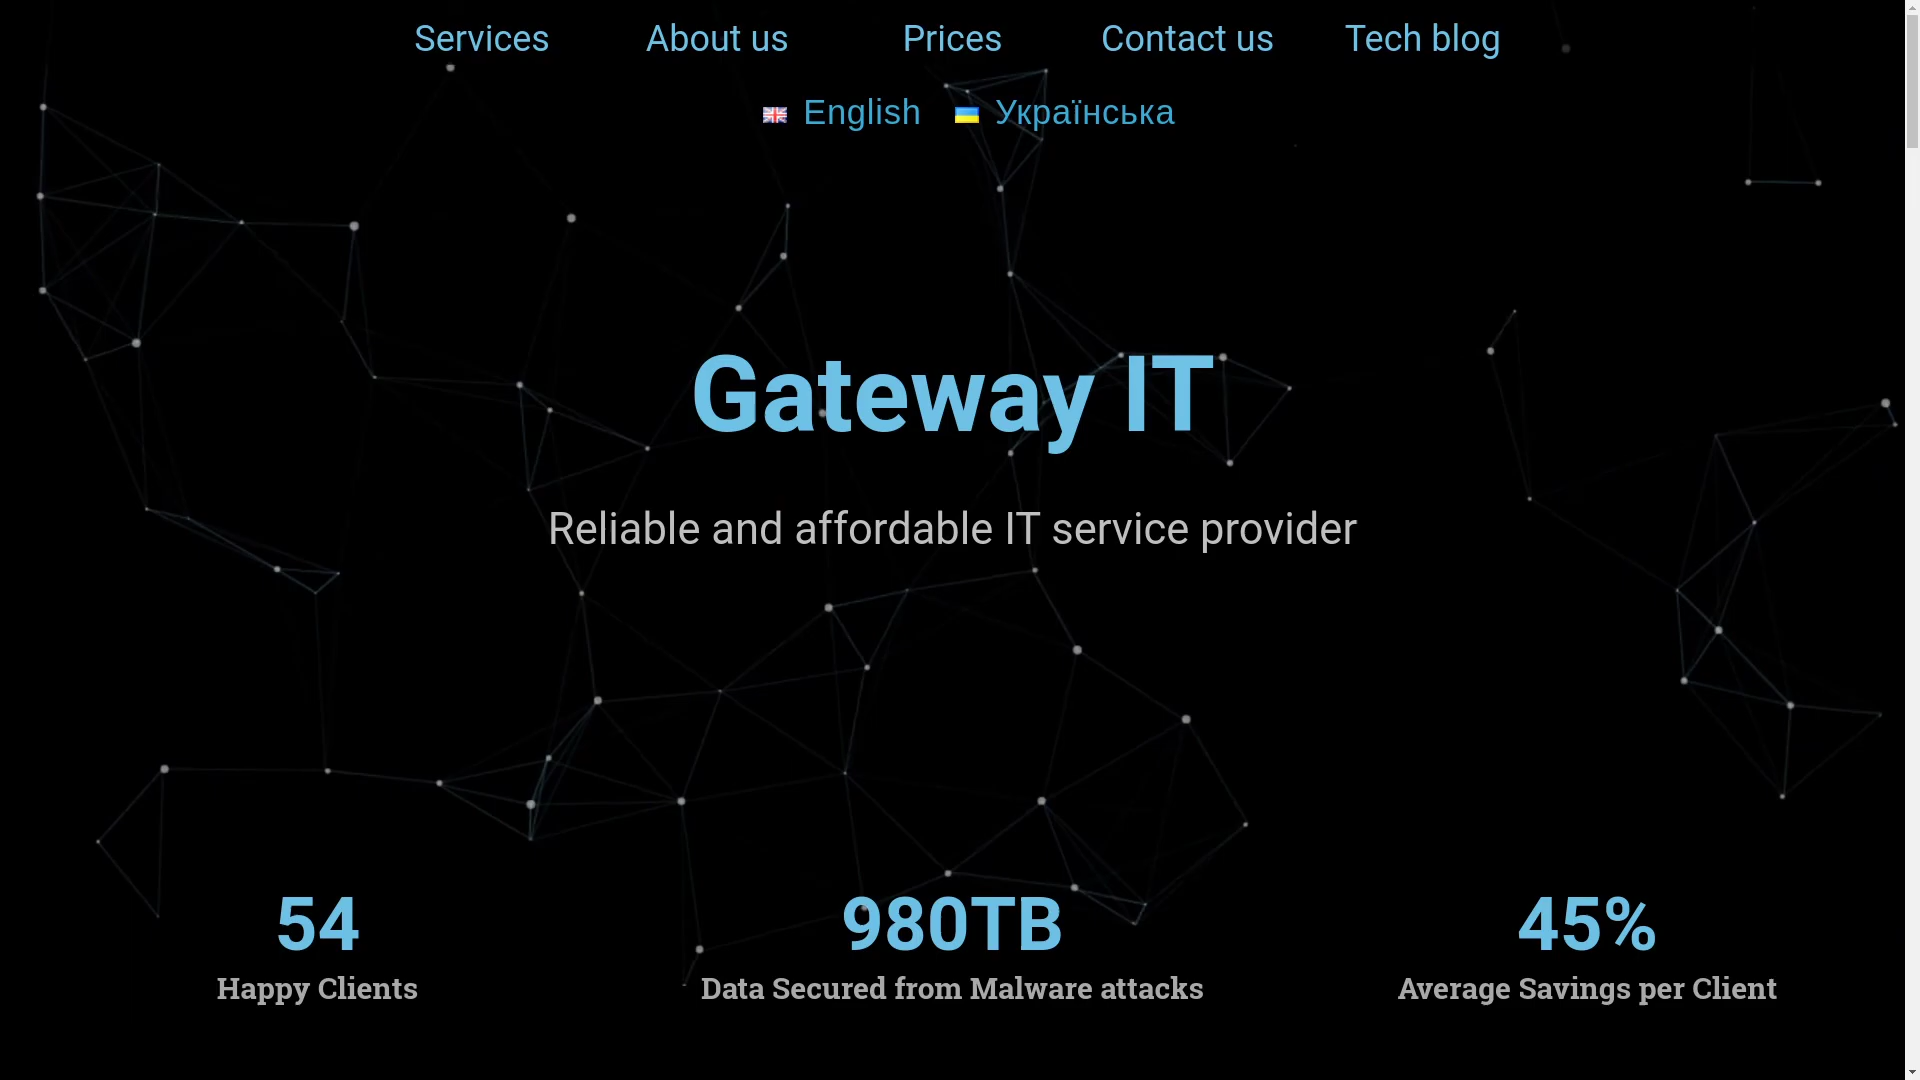 Services About us Prices Contact us Tech blog
English Українська
Gateway IT
Reliable and affordable IT service provider
54 980TB 45%
Happy Clients Data Secured from Malware attacks Average Savings per Client